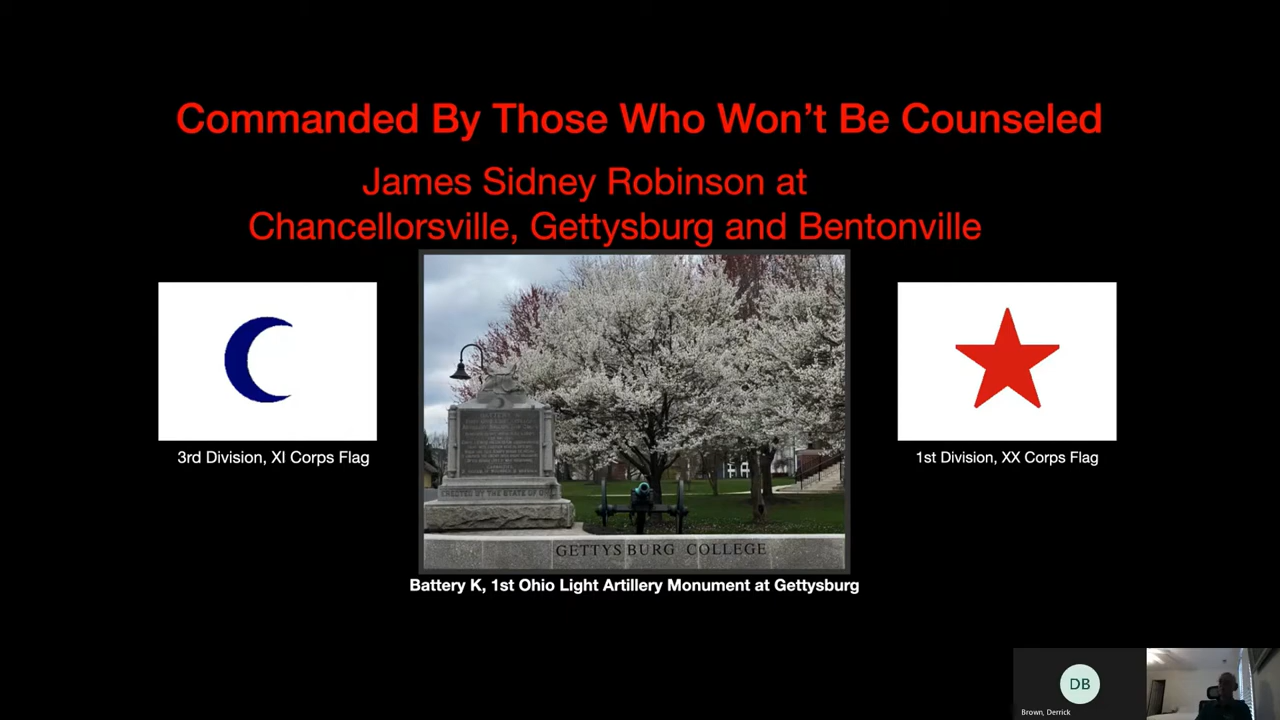 Commanded By Those Who Won’t Be Counseled
James Sidney Robinson at
Chancellorsville, Gettysburg and Bentonville
3rd Division, XI Corps Flag
1st Division, XX Corps Flag
ERECTED BY THE STATE OF
GETTYSBURG COLLEGE
Battery K, 1st Ohio Light Artillery Monument at Gettysburg
DB
Brown, Derrick